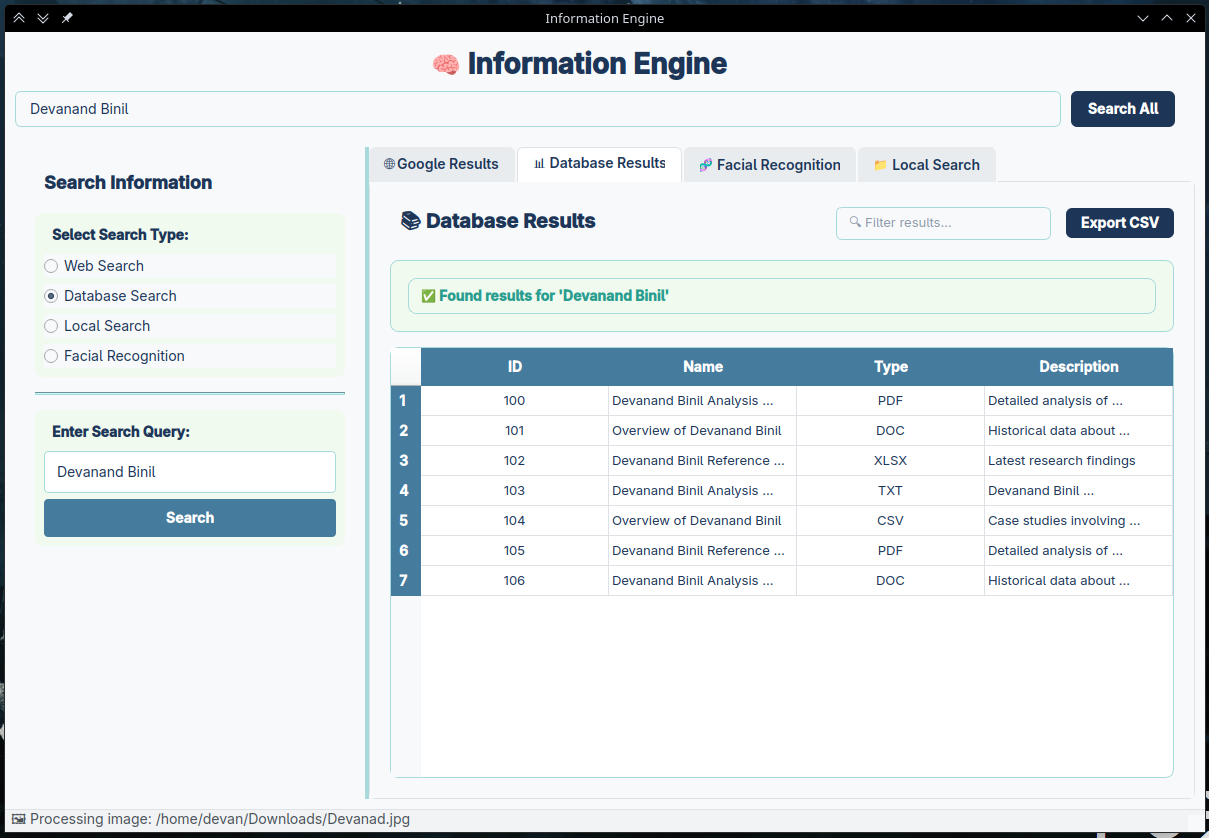 Information Engine
🧠 Information Engine
Devanand Binil
Search All
Search Information
Select Search Type:
Web Search
Database Search
Local Search
Facial Recognition
Enter Search Query:
Devanand Binil
Search
🌐Google Results
📊 Database Results
🧬 Facial Recognition
📁 Local Search
📚 Database Results
🔍 Filter results...
Export CSV
✅ Found results for 'Devanand Binil'
ID Name Type Description
1 100 Devanand Binil Analysis ... PDF Detailed analysis of ...
2 101 Overview of Devanand Binil DOC Historical data about ...
3 102 Devanand Binil Reference ... XLSX Latest research findings
4 103 Devanand Binil Analysis ... TXT Devanand Binil ...
5 104 Overview of Devanand Binil CSV Case studies involving ...
6 105 Devanand Binil Reference ... PDF Detailed analysis of ...
7 106 Devanand Binil Analysis ... DOC Historical data about ...
🖼 Processing image: /home/devan/Downloads/Devanad.jpg